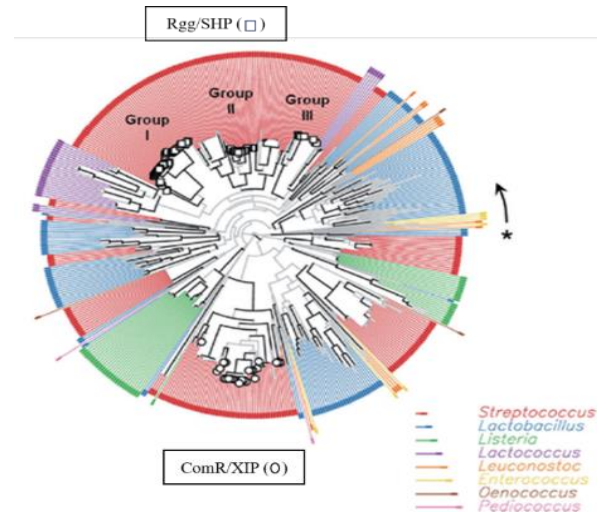 Rgg/SHP (□)
Group
I
Group
II
Group
III
*
ComR/XIP (O)
Streptococcus
Lactobacillus
Listeria
Lactococcus
Leuconostoc
Enterococcus
Oenococcus
Pediococcus